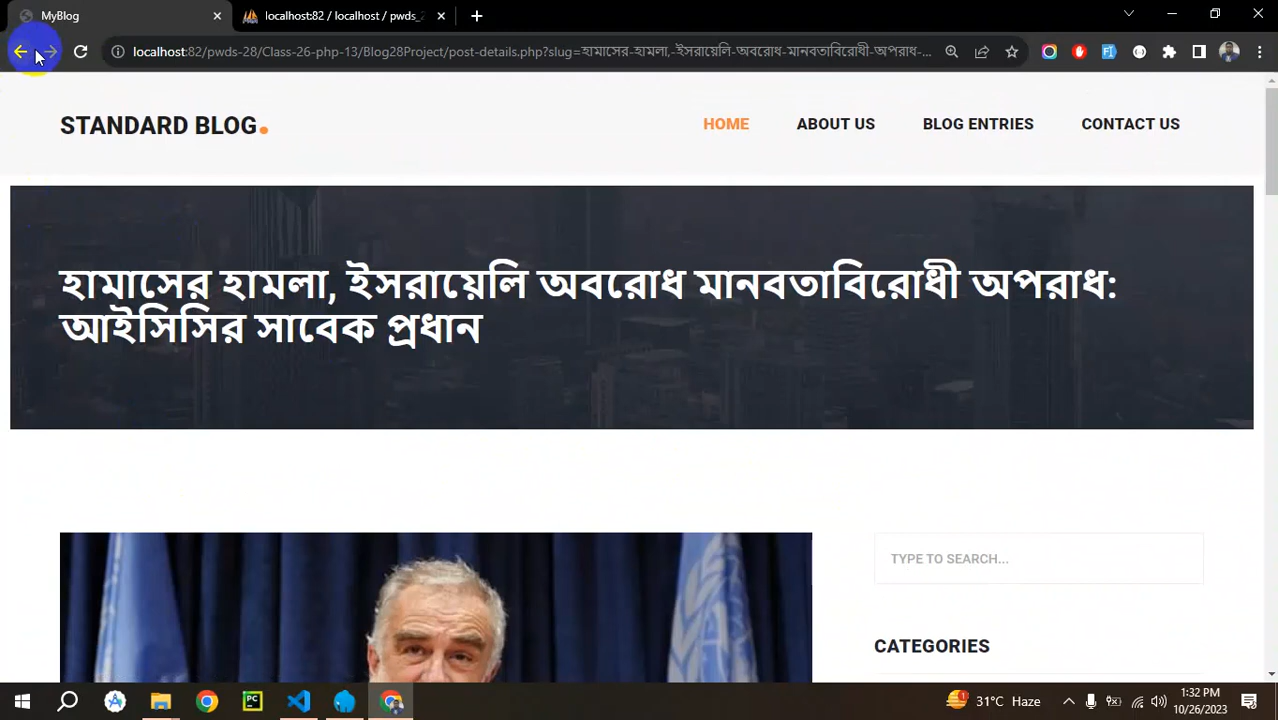 MyBlog
localhost:82 / localhost / pwds_2
localhost:82/pwds-28/Class-26-php-13/Blog28Project/post-details.php?slug=হামাসের-হামলা,-ইসরায়েলি-অবরোধ-মানবতাবিরোধী-অপরাধ-...
STANDARD BLOG.
HOME
ABOUT US
BLOG ENTRIES
CONTACT US
হামাসের হামলা, ইসরায়েলি অবরোধ মানবতাবিরোধী অপরাধ:
আইসিসির সাবেক প্রধান
TYPE TO SEARCH...
CATEGORIES
31°C Haze
1:32 PM
10/26/2023